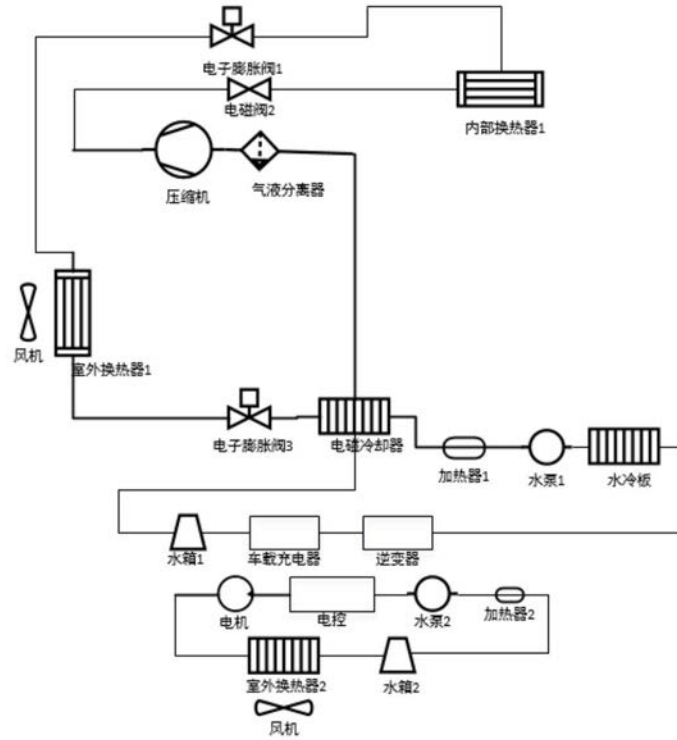 电子膨胀阀1
电磁阀2
内部换热器1
压缩机
气液分离器
风机
室外换热器1
电子膨胀阀3
电磁冷却器
加热器1
水泵1
水冷板
水箱1
车载充电器
逆变器
电机
电控
水泵2
加热器2
室外换热器2
水箱2
风机